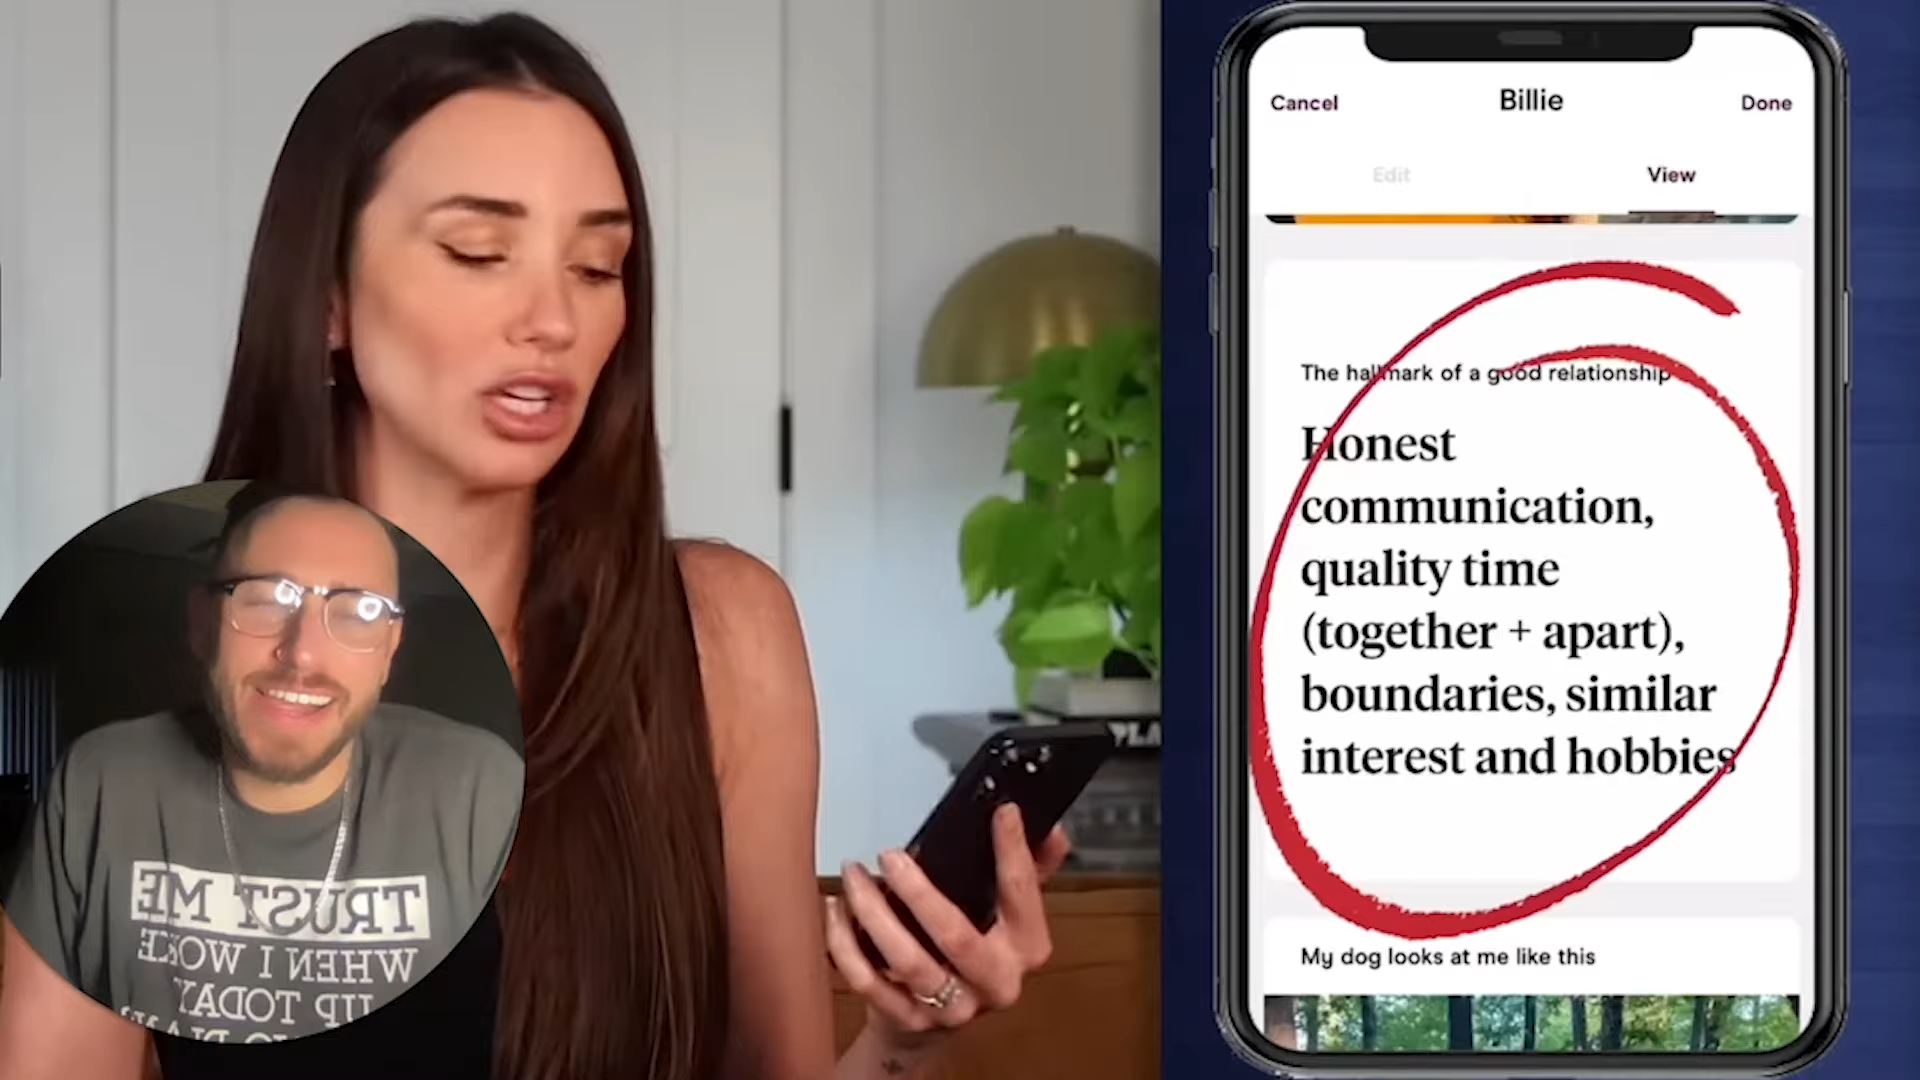 Cancel
Billie
Done
Edit
View
The hallmark of a good relationship
Honest
communication,
quality time
(together + apart),
boundaries, similar
interest and hobbies
My dog looks at me like this
TRUST ME
WHEN I WOKE
UP TODAY